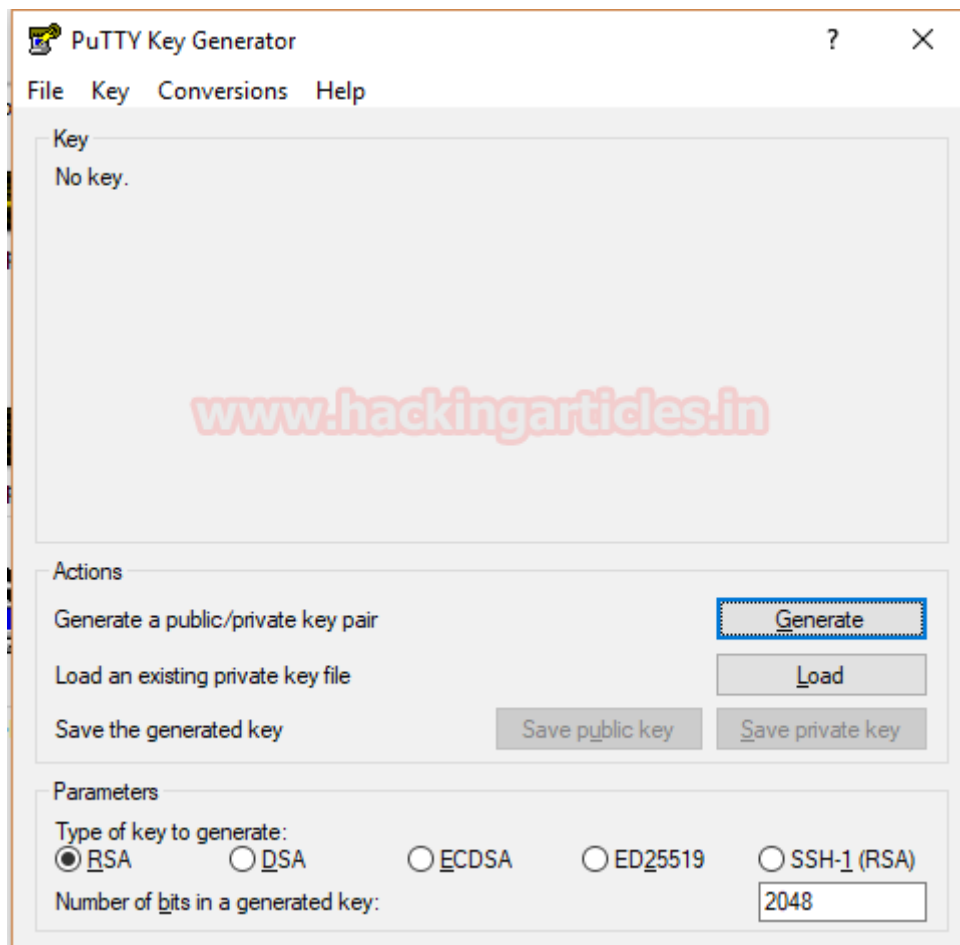 PuTTY Key Generator ?
File Key Conversions Help
Key
No key.
www.hackingarticles.in
Actions
Generate a public/private key pair Generate
Load an existing private key file Load
Save the generated key Save public key Save private key
Parameters
Type of key to generate:
RSA DSA ECDSA ED25519 SSH-1 (RSA)
Number of bits in a generated key: 2048